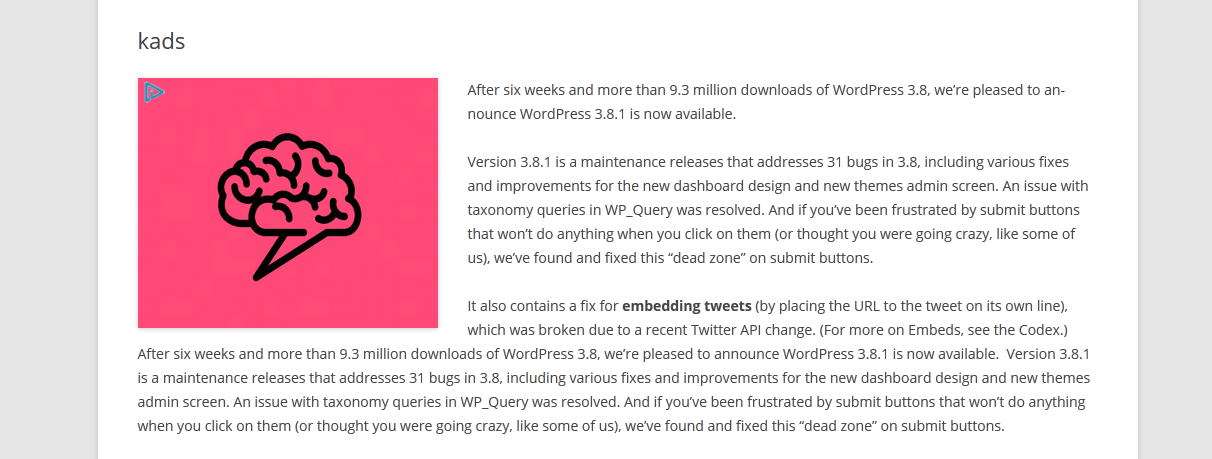 kads
After six weeks and more than 9.3 million downloads of WordPress 3.8, we’re pleased to an-
nounce WordPress 3.8.1 is now available.
Version 3.8.1 is a maintenance releases that addresses 31 bugs in 3.8, including various fixes
and improvements for the new dashboard design and new themes admin screen. An issue with
taxonomy queries in WP_Query was resolved. And if you’ve been frustrated by submit buttons
that won’t do anything when you click on them (or thought you were going crazy, like some of
us), we’ve found and fixed this “dead zone” on submit buttons.
It also contains a fix for embedding tweets (by placing the URL to the tweet on its own line),
which was broken due to a recent Twitter API change. (For more on Embeds, see the Codex.)
After six weeks and more than 9.3 million downloads of WordPress 3.8, we’re pleased to announce WordPress 3.8.1 is now available.  Version 3.8.1
is a maintenance releases that addresses 31 bugs in 3.8, including various fixes and improvements for the new dashboard design and new themes
admin screen. An issue with taxonomy queries in WP_Query was resolved. And if you’ve been frustrated by submit buttons that won’t do anything
when you click on them (or thought you were going crazy, like some of us), we’ve found and fixed this “dead zone” on submit buttons.